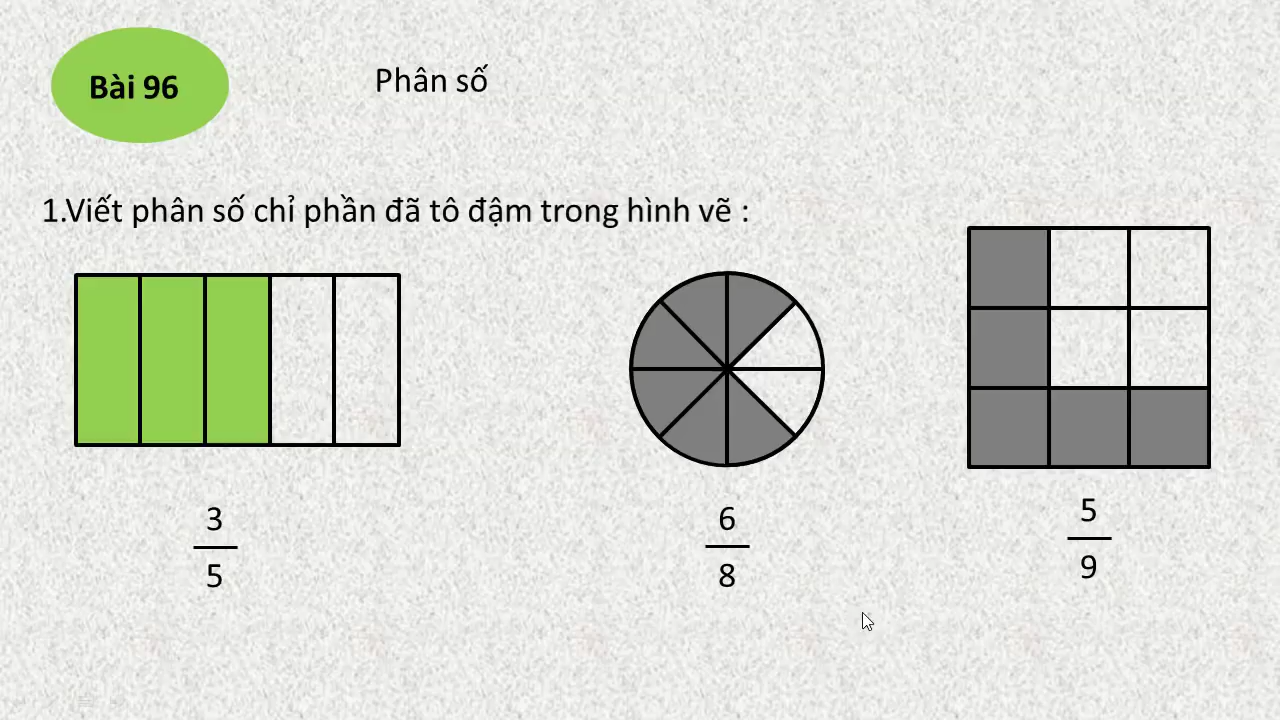 Bài 96
Phân số
1.Viết phân số chỉ phần đã tô đậm trong hình vẽ :
3
5
6
8
5
9